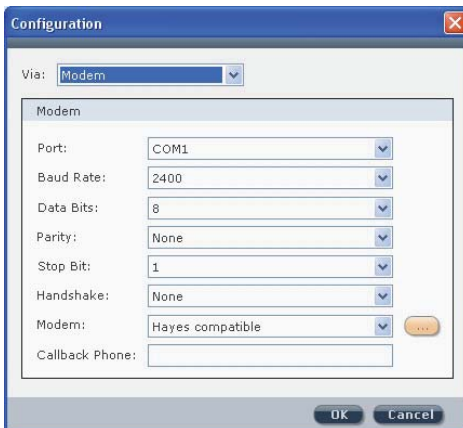 Configuration
Via: Modem
Modem
Port: COM1
Baud Rate: 2400
Data Bits: 8
Parity: None
Stop Bit: 1
Handshake: None
Modem: Hayes compatible ...
Callback Phone:
OK Cancel